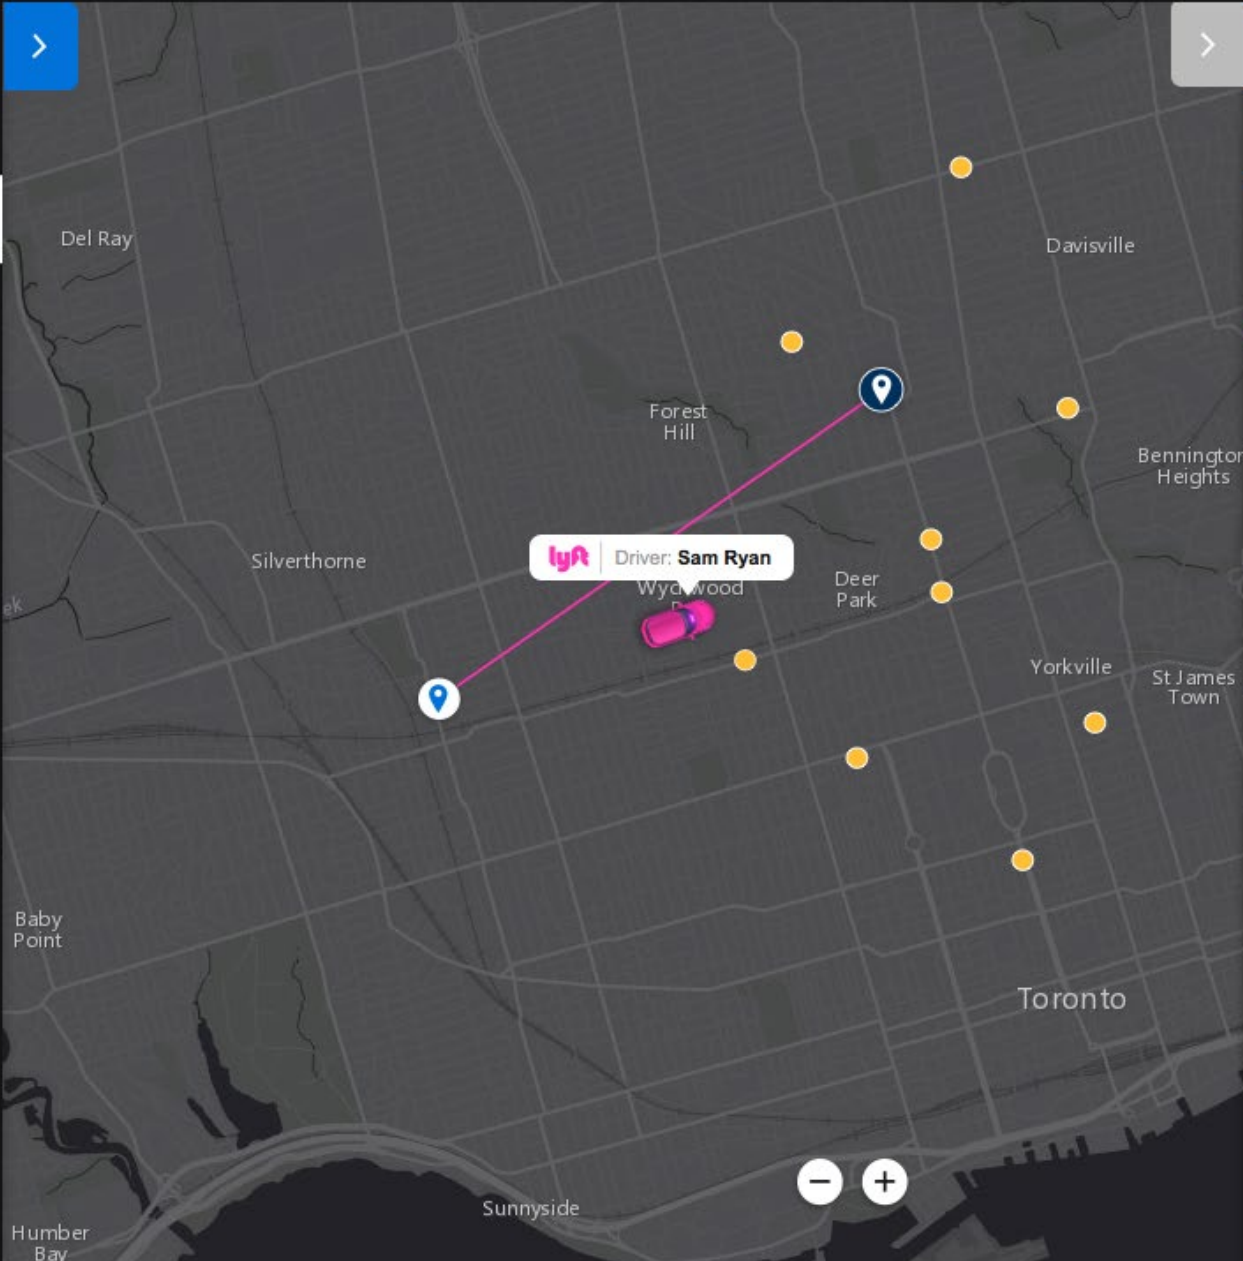 Del Ray
Davisville
Forest
Hill
Bennington
Heights
lyft Driver: Sam Ryan
Silverthorne
Deer
Park
Yorkville
St James
Town
Baby
Point
Toronto
Sunnyside
Humber
Bay